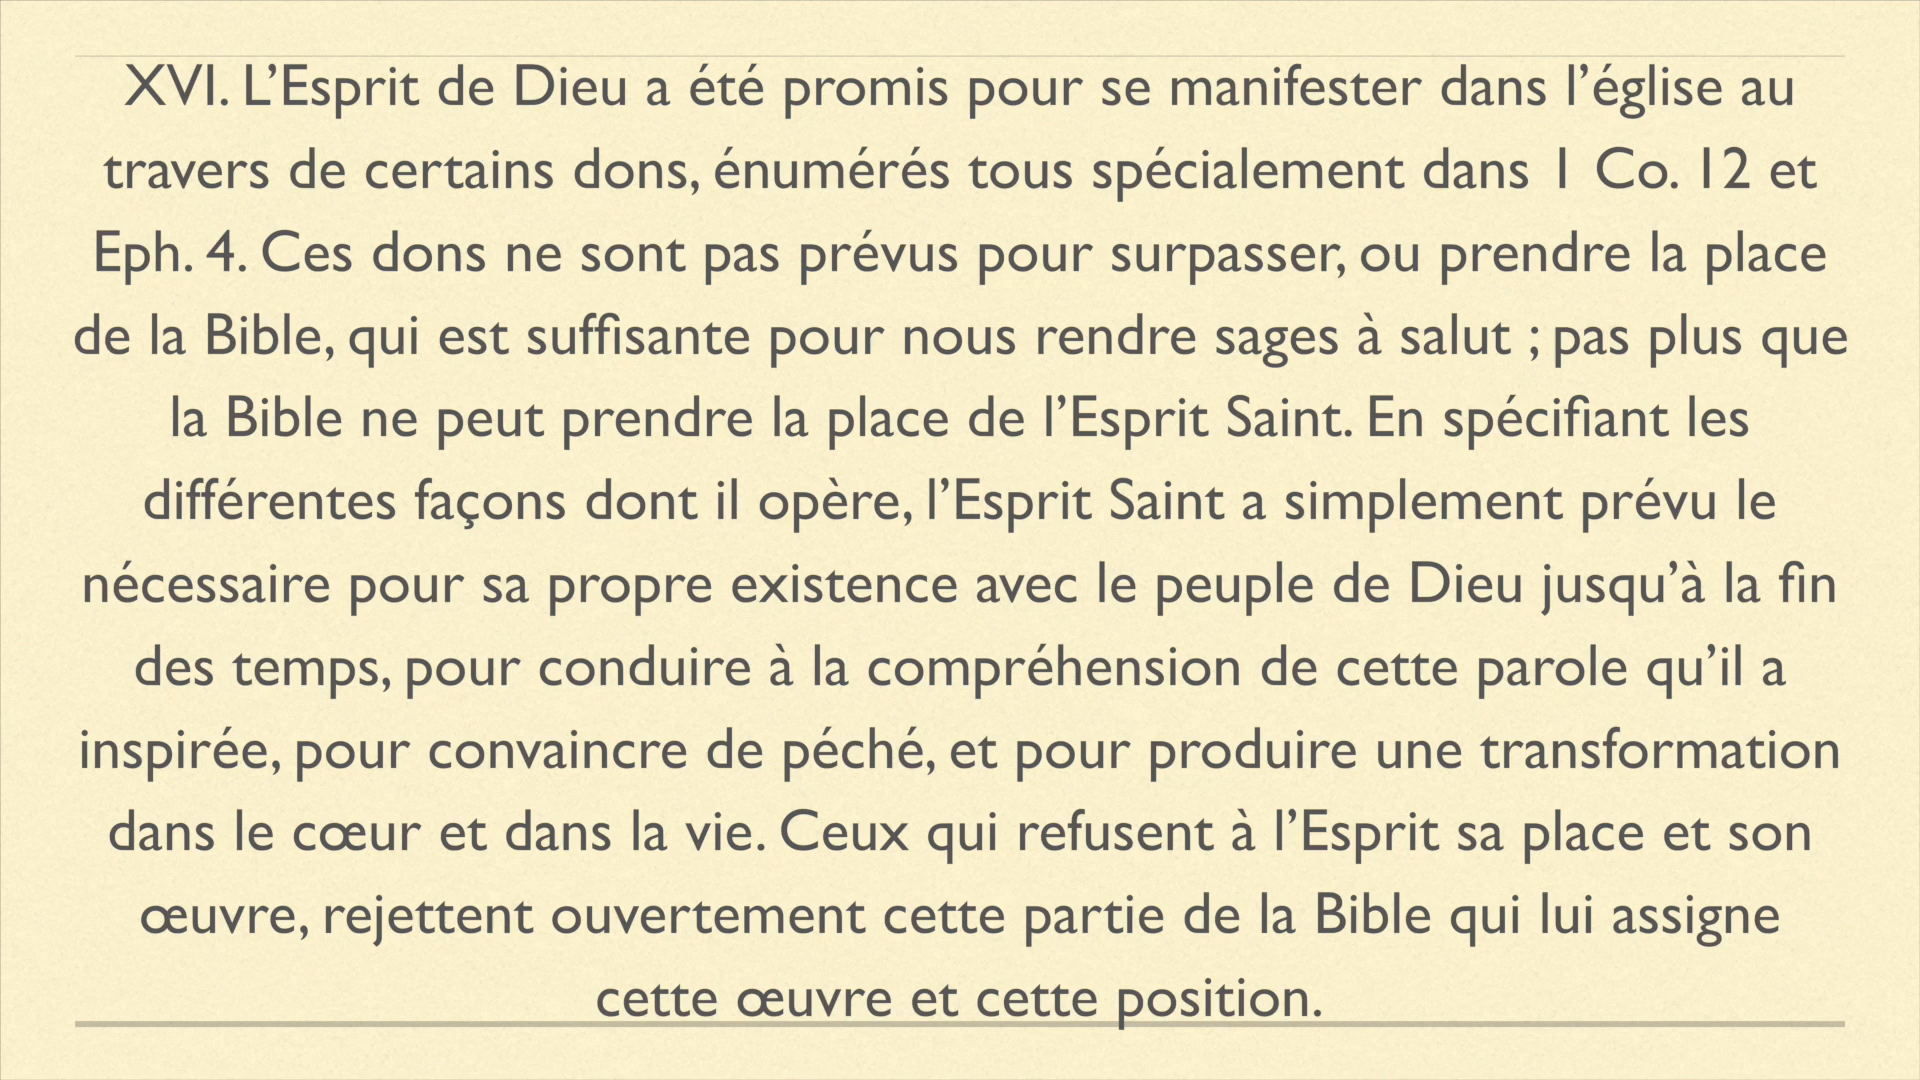 XVI. L’Esprit de Dieu a été promis pour se manifester dans l’église au
travers de certains dons, énumérés tous spécialement dans 1 Co. 12 et
Eph. 4. Ces dons ne sont pas prévus pour surpasser, ou prendre la place
de la Bible, qui est suffisante pour nous rendre sages à salut ; pas plus que
la Bible ne peut prendre la place de l’Esprit Saint. En spécifiant les
différentes façons dont il opère, l’Esprit Saint a simplement prévu le
nécessaire pour sa propre existence avec le peuple de Dieu jusqu’à la fin
des temps, pour conduire à la compréhension de cette parole qu’il a
inspirée, pour convaincre de péché, et pour produire une transformation
dans le cœur et dans la vie. Ceux qui refusent à l’Esprit sa place et son
œuvre, rejettent ouvertement cette partie de la Bible qui lui assigne
cette œuvre et cette position.